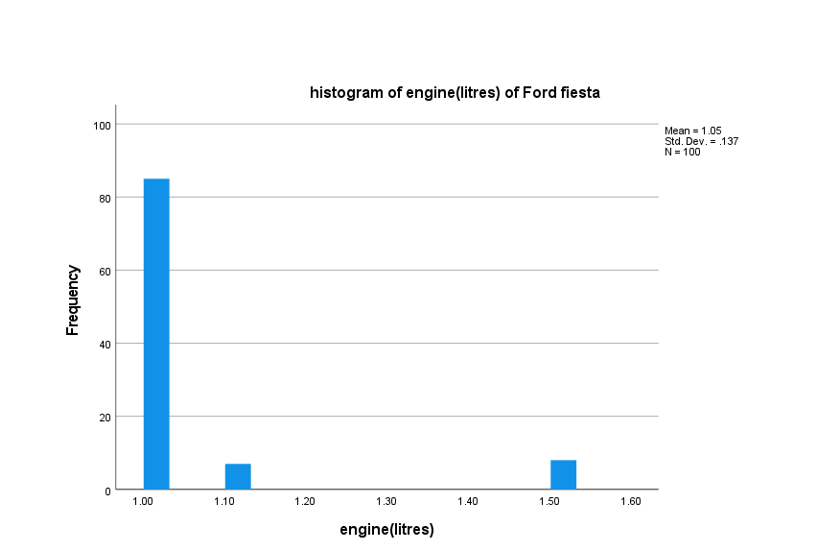 histogram of engine(litres) of Ford fiesta
Mean = 1.05
Std. Dev. = .137
N = 100
Frequency
100
80
60
40
20
0
1.00 1.10 1.20 1.30 1.40 1.50 1.60
engine(litres)